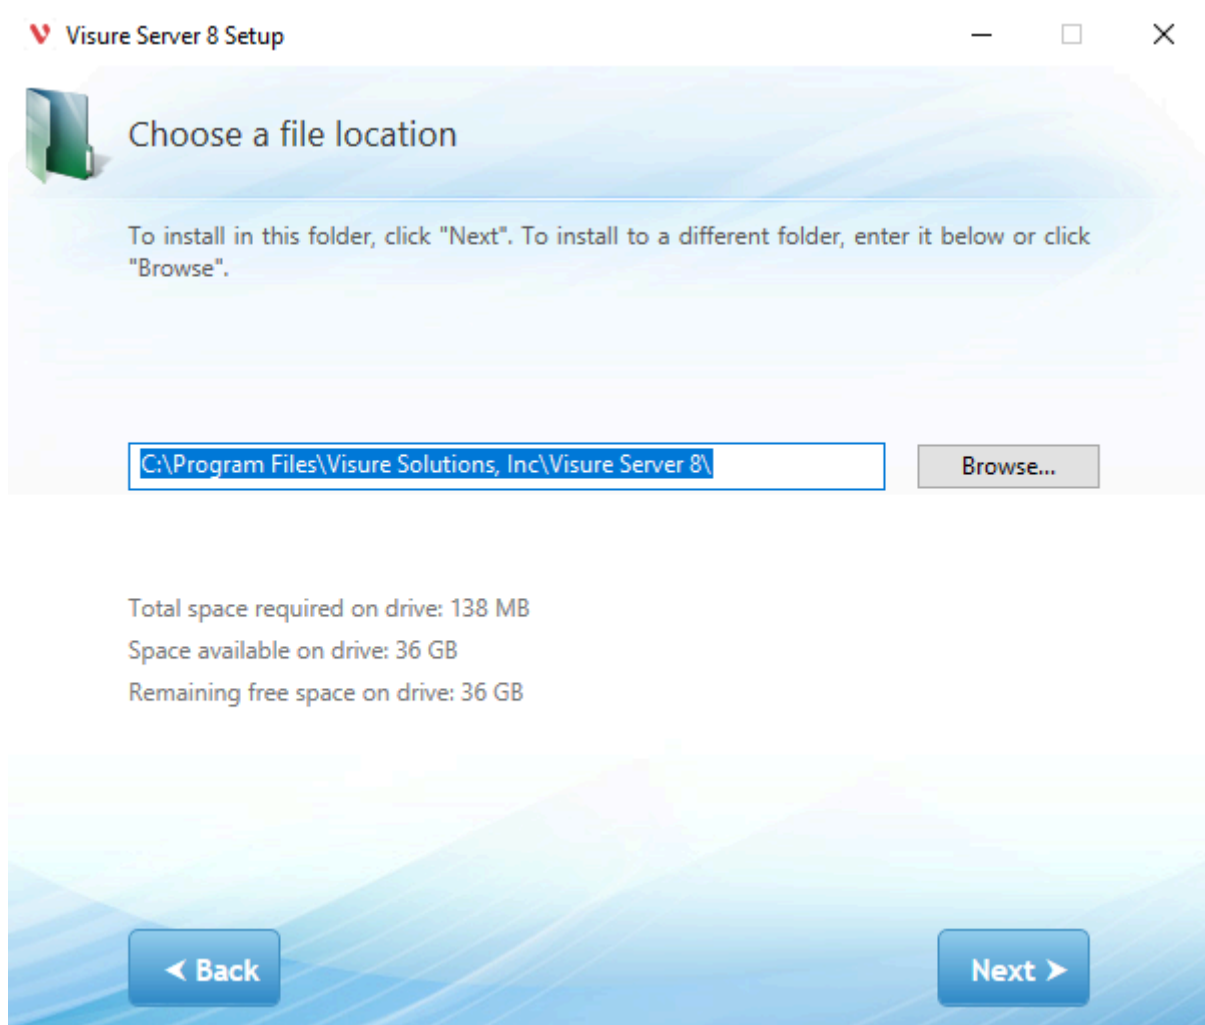 Visure Server 8 Setup
Choose a file location
To install in this folder, click "Next". To install to a different folder, enter it below or click
"Browse".
C:\Program Files\Visure Solutions, Inc\Visure Server 8\
Browse...
Total space required on drive: 138 MB
Space available on drive: 36 GB
Remaining free space on drive: 36 GB
Back
Next